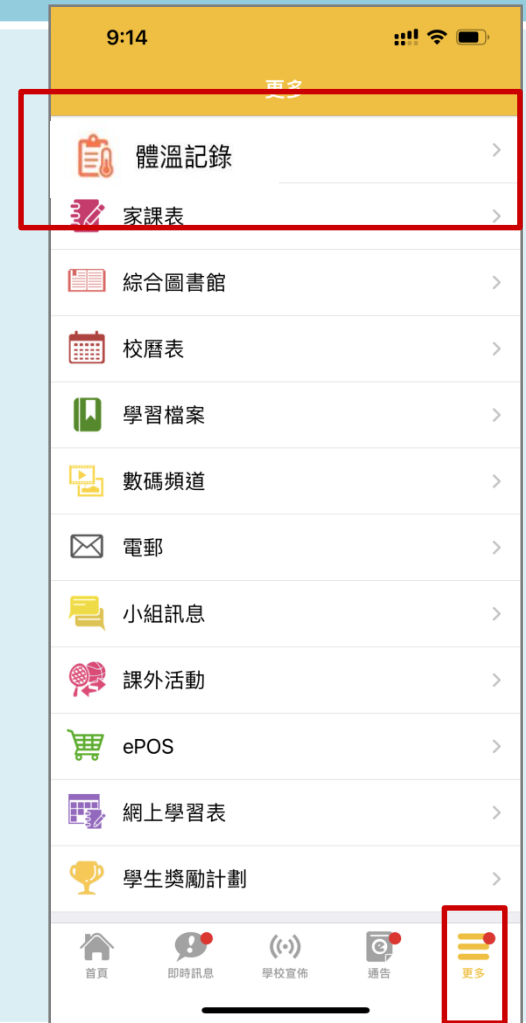 9:14
更多
體溫記錄
家課表
綜合圖書館
校曆表
學習檔案
數碼頻道
電郵
小組訊息
課外活動
ePOS
網上學習表
學生獎勵計劃
首頁
即時訊息
學校宣佈
通告
更多